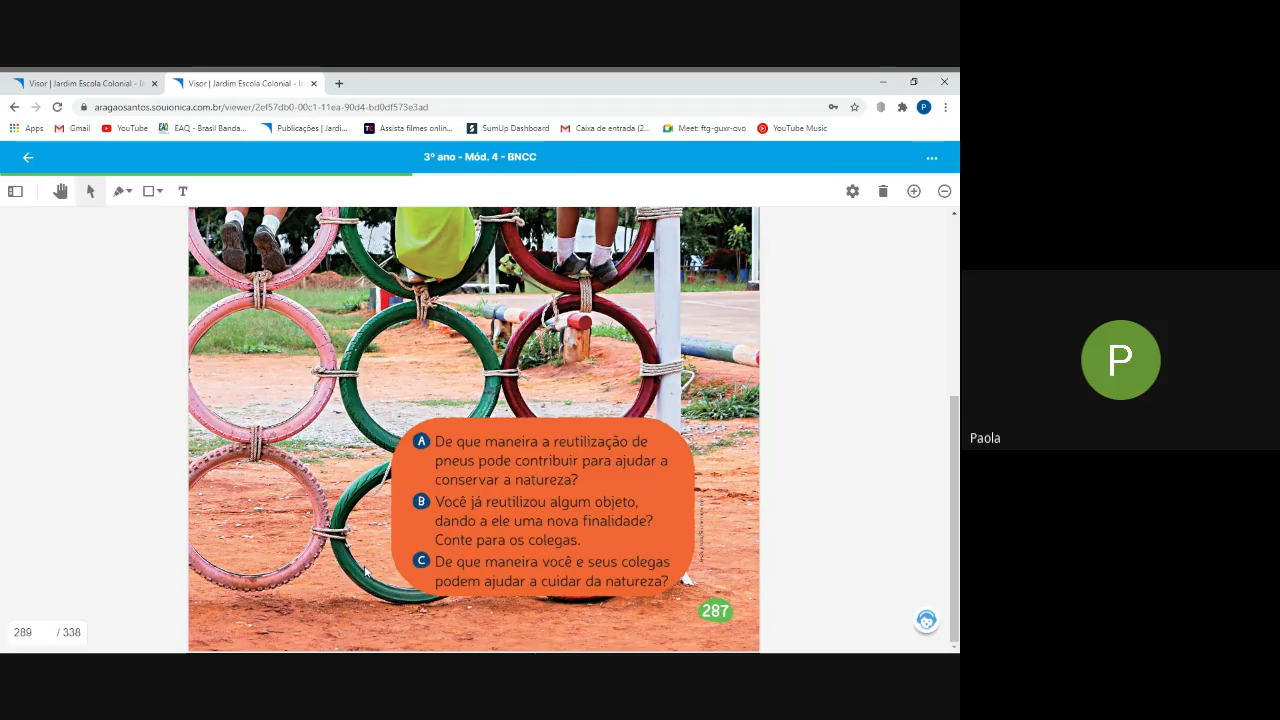 Visor | Jardim Escola Colonial - In
Visor | Jardim Escola Colonial - In
aragaosantos.souionica.com.br/viewer/2ef57db0-00c1-11ea-90d4-bd0df573e3ad
P
Apps
Gmail
YouTube
EAQ - Brasil Banda...
Publicações | Jardi...
Assista filmes onlin...
SumUp Dashboard
Caixa de entrada (2...
Meet: ftg-guxr-ovo
YouTube Music
3º ano - Mód. 4 - BNCC
T
A De que maneira a reutilização de
pneus pode contribuir para ajudar a
conservar a natureza?
B Você já reutilizou algum objeto,
dando a ele uma nova finalidade?
Conte para os colegas.
C De que maneira você e seus colegas
podem ajudar a cuidar da natureza?
287
289 / 338
P
Paola